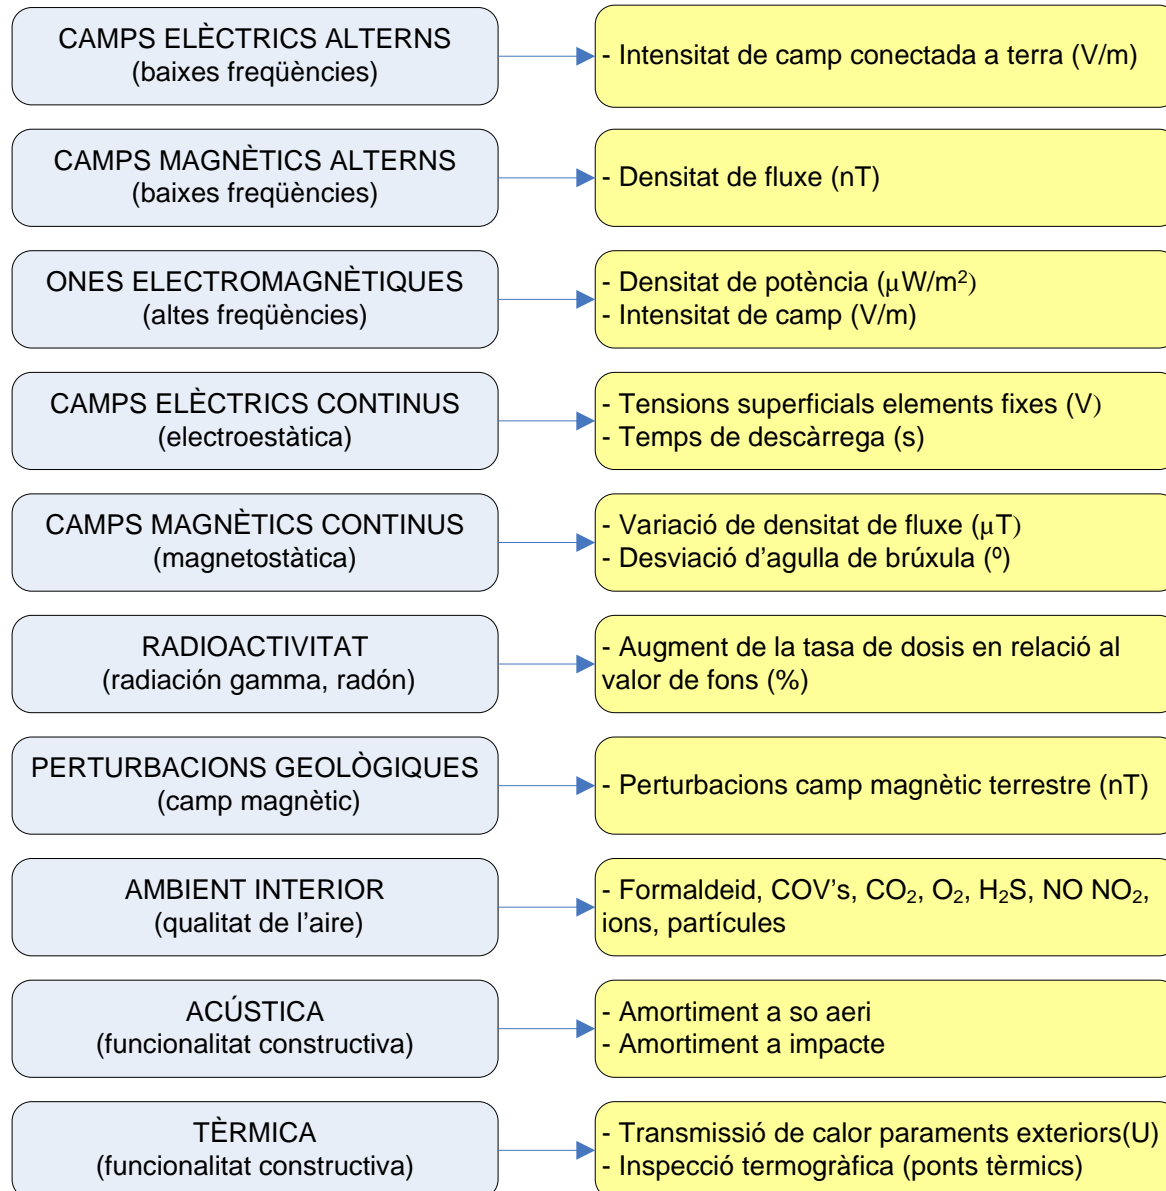 CAMPS ELÈCTRICS ALTERNS
(baixes freqüències)
- Intensitat de camp conectada a terra (V/m)
CAMPS MAGNÈTICS ALTERNS
(baixes freqüències)
- Densitat de fluxe (nT)
ONES ELECTROMAGNÈTIQUES
(altes freqüències)
- Densitat de potència (μW/m²)
- Intensitat de camp (V/m)
CAMPS ELÈCTRICS CONTINUS
(electroestàtica)
- Tensions superficials elements fixes (V)
- Temps de descàrrega (s)
CAMPS MAGNÈTICS CONTINUS
(magnetostàtica)
- Variació de densitat de fluxe (μT)
- Desviació d’agulla de brúxula (º)
RADIOACTIVITAT
(radiación gamma, radón)
- Augment de la tasa de dosis en relació al
valor de fons (%)
PERTURBACIONS GEOLÒGIQUES
(camp magnètic)
- Perturbacions camp magnètic terrestre (nT)
AMBIENT INTERIOR
(qualitat de l’aire)
- Formaldeid, COV’s, CO₂, O₂, H₂S, NO NO₂,
ions, partícules
ACÚSTICA
(funcionalitat constructiva)
- Amortiment a so aeri
- Amortiment a impacte
TÈRMICA
(funcionalitat constructiva)
- Transmissió de calor paraments exteriors(U)
- Inspecció termogràfica (ponts tèrmics)